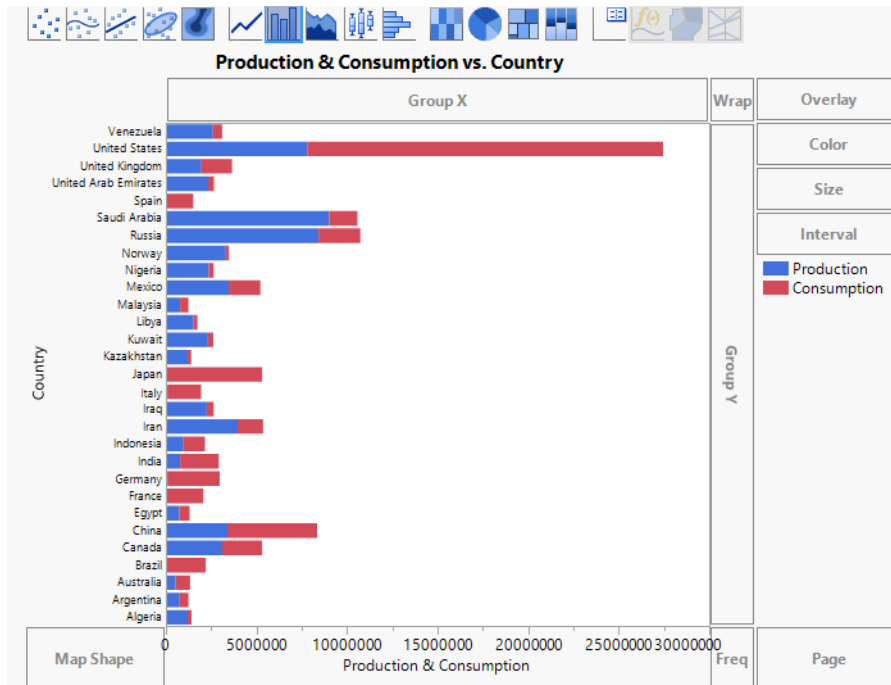 Production & Consumption vs. Country
Group X
Wrap
Overlay
Color
Size
Interval
Production
Consumption
Venezuela
United States
United Kingdom
United Arab Emirates
Spain
Saudi Arabia
Russia
Norway
Nigeria
Mexico
Malaysia
Libya
Kuwait
Kazakhstan
Japan
Italy
Iraq
Iran
Indonesia
India
Germany
France
Egypt
China
Canada
Brazil
Australia
Argentina
Algeria
Country
Group Y
0 5000000 10000000 15000000 20000000 25000000 30000000
Production & Consumption
Map Shape
Freq
Page